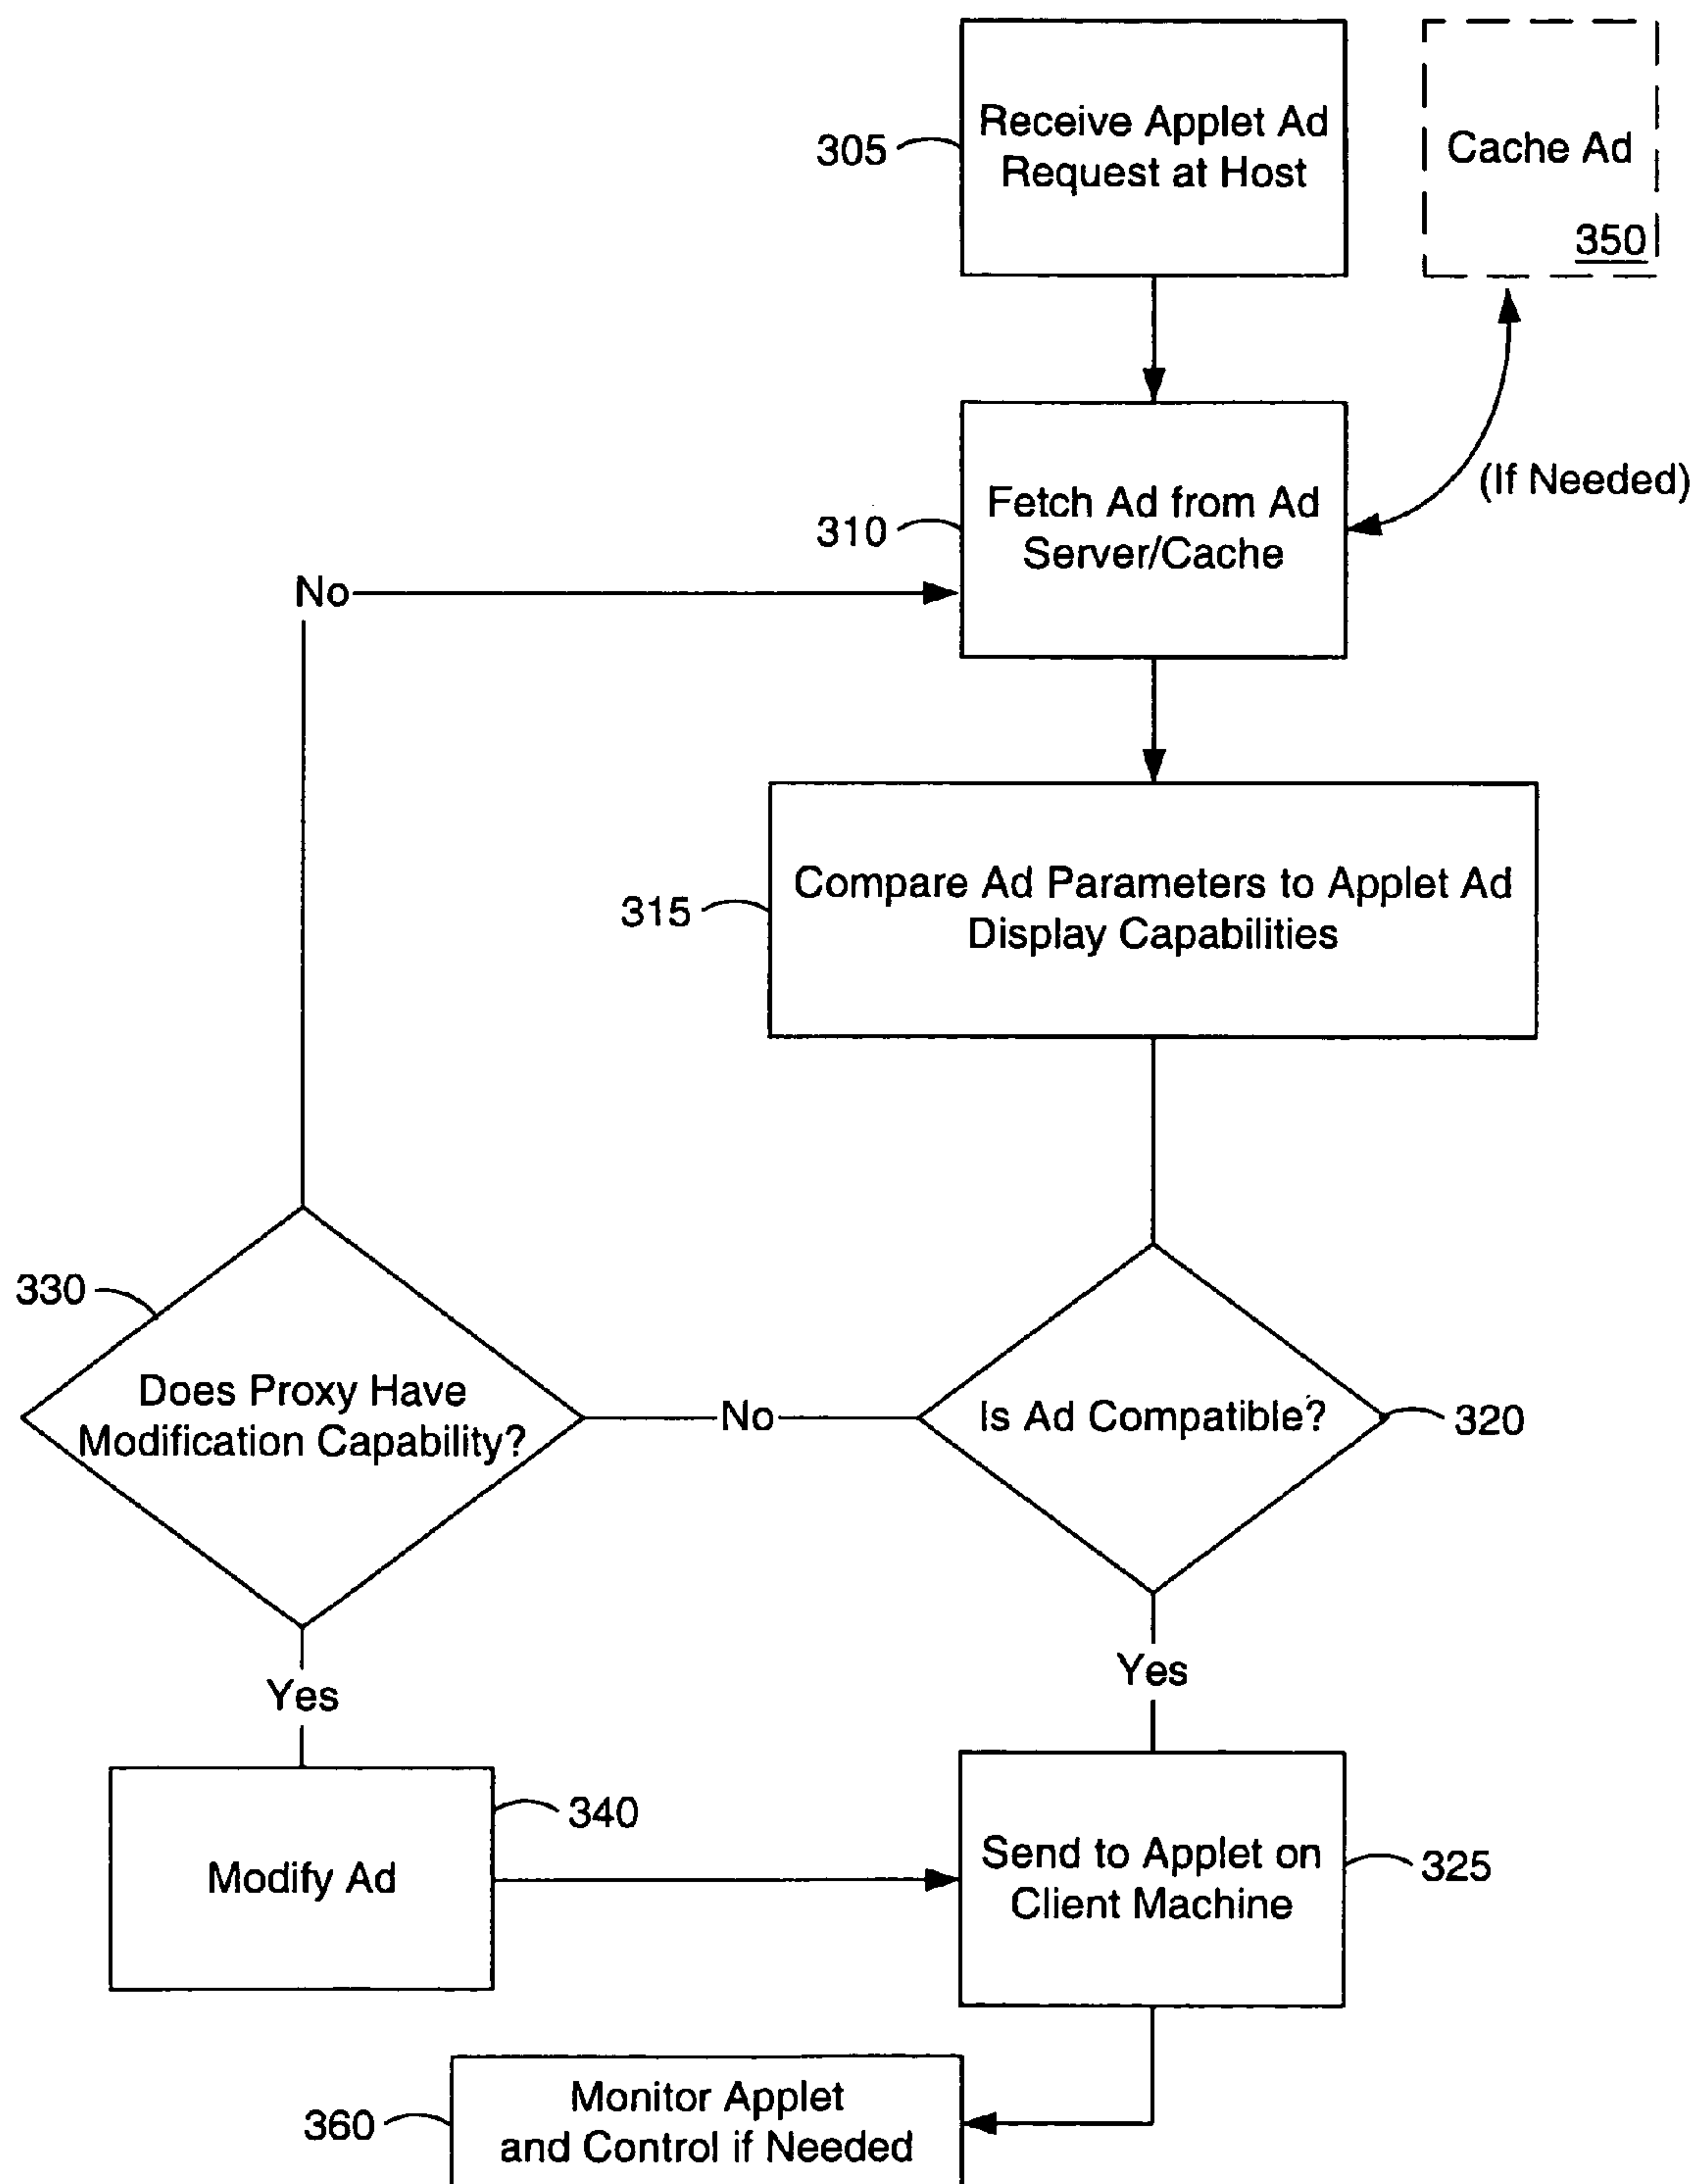 Receive Applet Ad
Request at Host
305
Cache Ad
350
(If Needed)
Fetch Ad from Ad
Server/Cache
310
No
Compare Ad Parameters to Applet Ad
Display Capabilities
315
330
Does Proxy Have
Modification Capability?
No
Is Ad Compatible?
320
Yes
Yes
340
Modify Ad
Send to Applet on
Client Machine
325
Monitor Applet
and Control if Needed
360